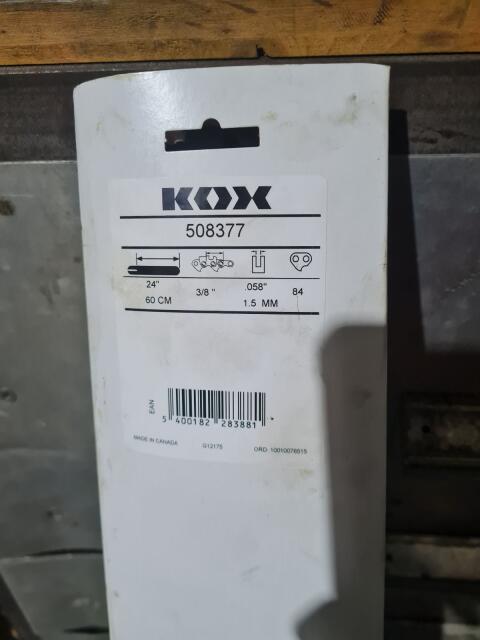 KOX
508377
24"
60 CM
3/8 "
.058"
1.5 MM
84
EAN
5 400182 283881
MADE IN CANADA
G12175
ORD 10010076515